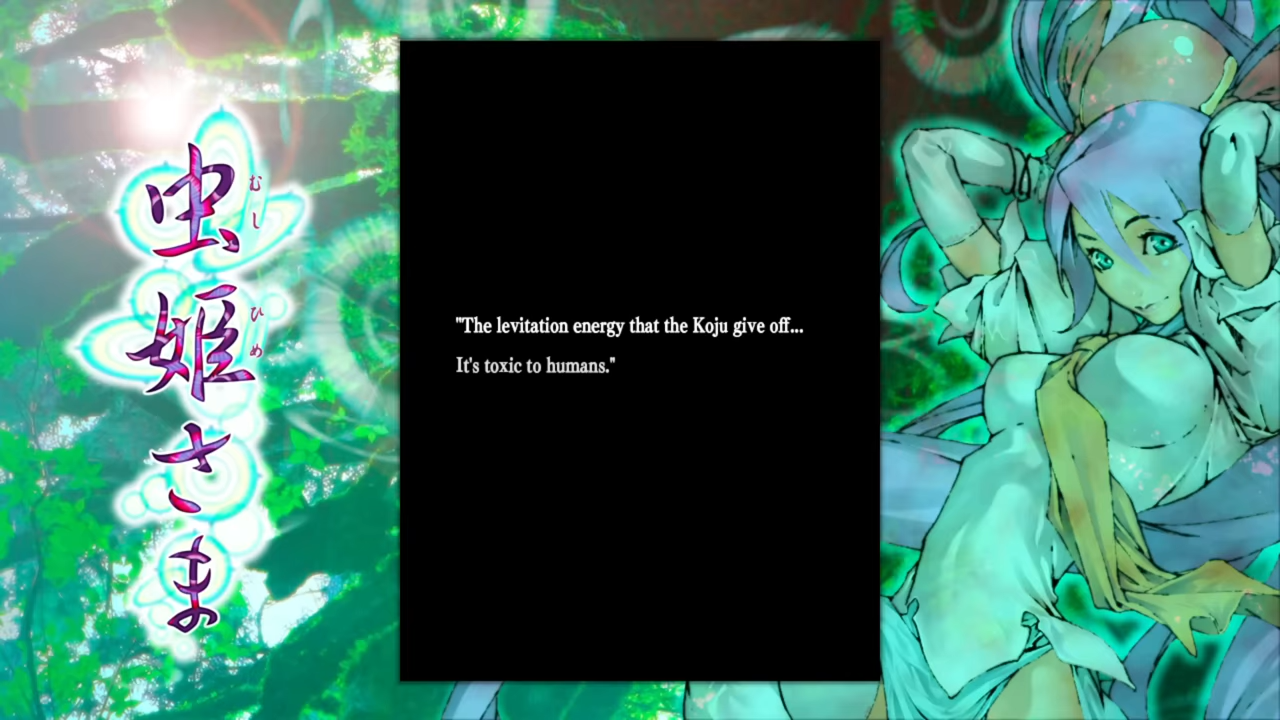 虫姫さま
むし
ひめ
"The levitation energy that the Koju give off...
It's toxic to humans."